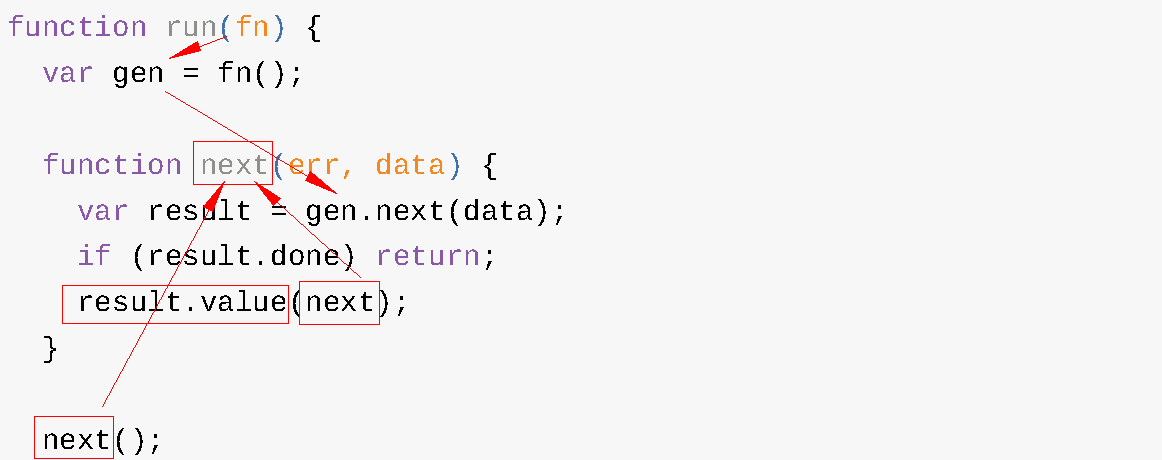 function run(fn) {
var gen = fn();
function next(err, data) {
var result = gen.next(data);
if (result.done) return;
result.value(next);
}
next();